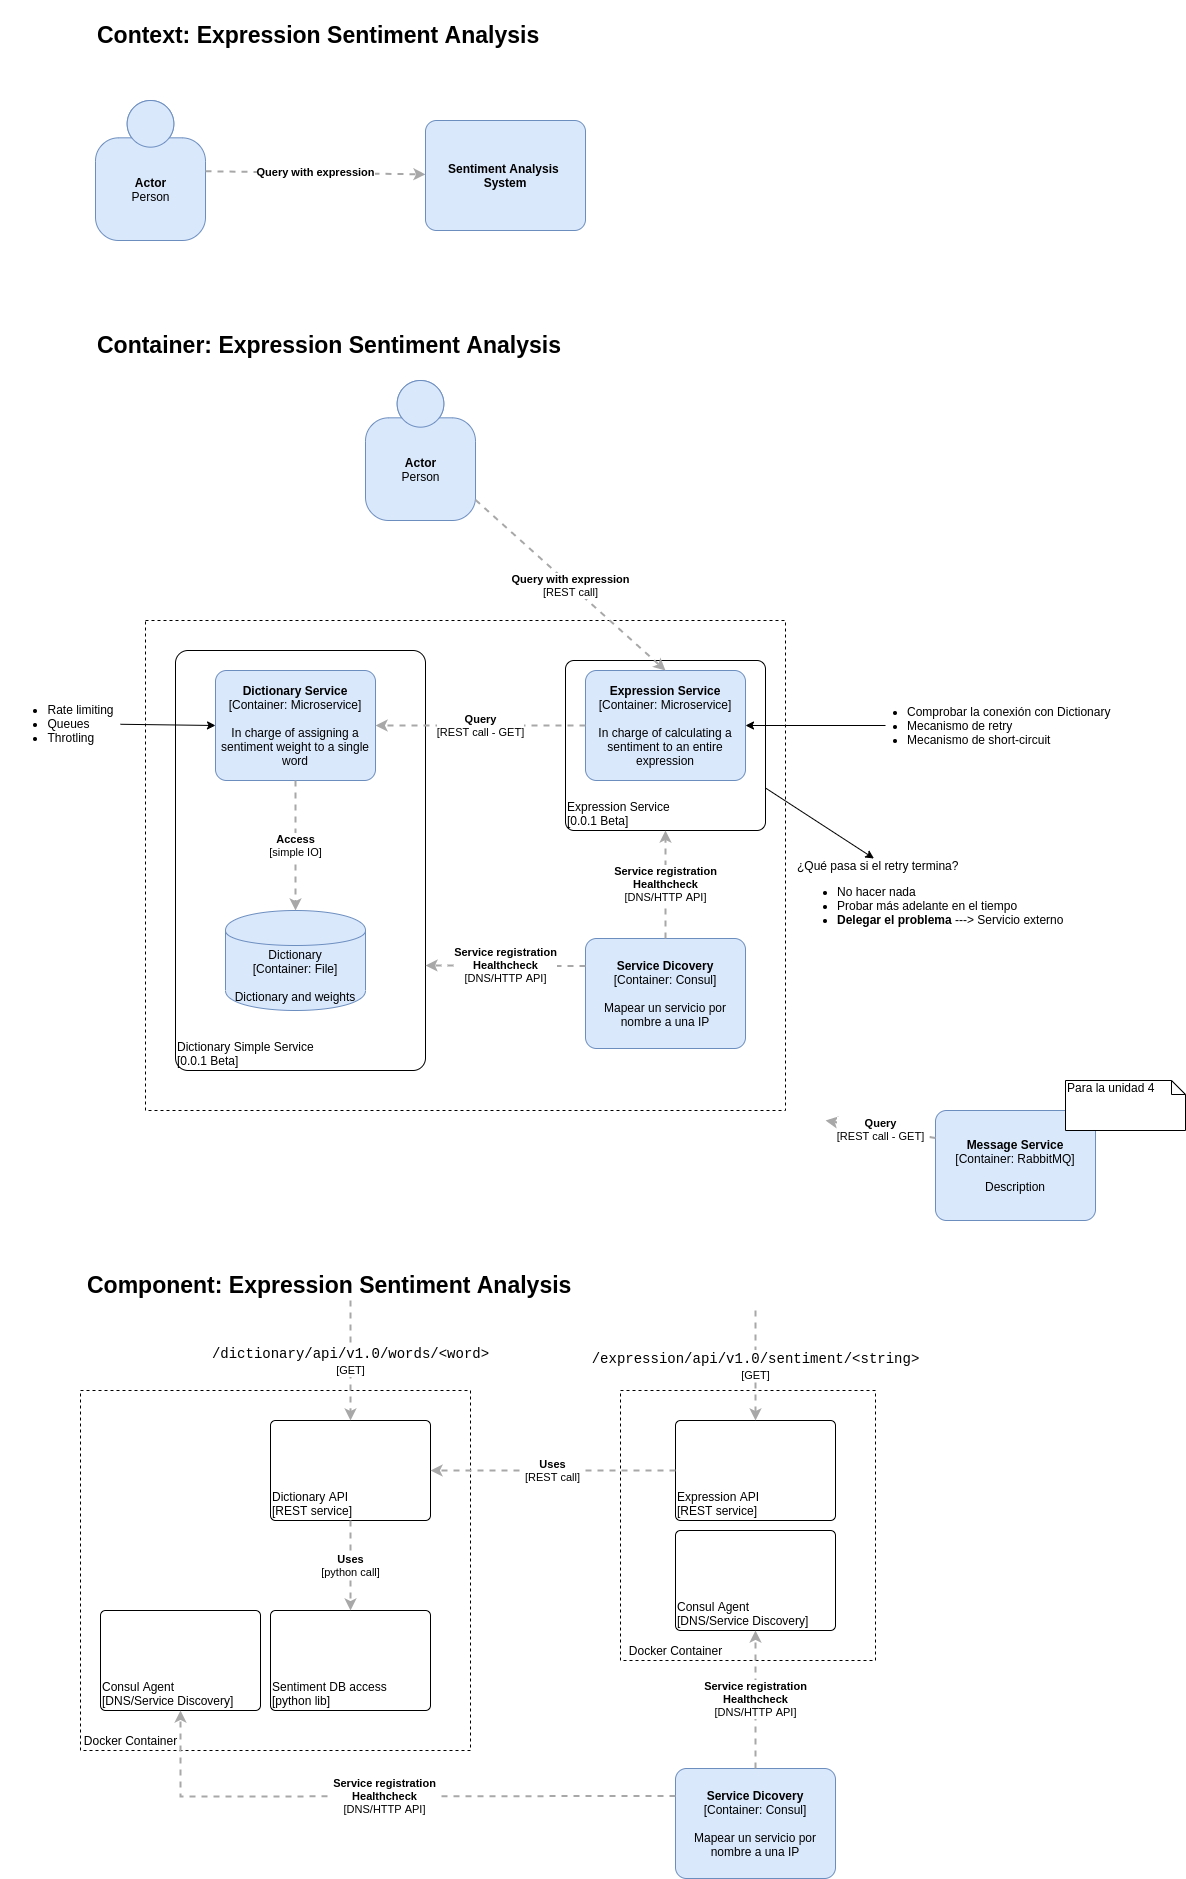 Context: Expression Sentiment Analysis
Actor
Person
Query with expression
Sentiment Analysis
System
Container: Expression Sentiment Analysis
Actor
Person
Query with expression
[REST call]
Rate limiting
Queues
Throtling
Dictionary Service
[Container: Microservice]
In charge of assigning a
sentiment weight to a single
word
Query
[REST call - GET]
Expression Service
[Container: Microservice]
In charge of calculating a
sentiment to an entire
expression
Expression Service
[0.0.1 Beta]
Comprobar la conexión con Dictionary
Mecanismo de retry
Mecanismo de short-circuit
Access
[simple IO]
Service registration
Healthcheck
[DNS/HTTP API]
¿Qué pasa si el retry termina?
No hacer nada
Probar más adelante en el tiempo
Delegar el problema ---> Servicio externo
Dictionary
[Container: File]
Dictionary and weights
Service registration
Healthcheck
[DNS/HTTP API]
Service Dicovery
[Container: Consul]
Mapear un servicio por
nombre a una IP
Dictionary Simple Service
[0.0.1 Beta]
Para la unidad 4
Query
[REST call - GET]
Message Service
[Container: RabbitMQ]
Description
Component: Expression Sentiment Analysis
/dictionary/api/v1.0/words/<word>
[GET]
/expression/api/v1.0/sentiment/<string>
[GET]
Dictionary API
[REST service]
Uses
[REST call]
Expression API
[REST service]
Uses
[python call]
Consul Agent
[DNS/Service Discovery]
Docker Container
Consul Agent
[DNS/Service Discovery]
Sentiment DB access
[python lib]
Docker Container
Service registration
Healthcheck
[DNS/HTTP API]
Service registration
Healthcheck
[DNS/HTTP API]
Service Dicovery
[Container: Consul]
Mapear un servicio por
nombre a una IP